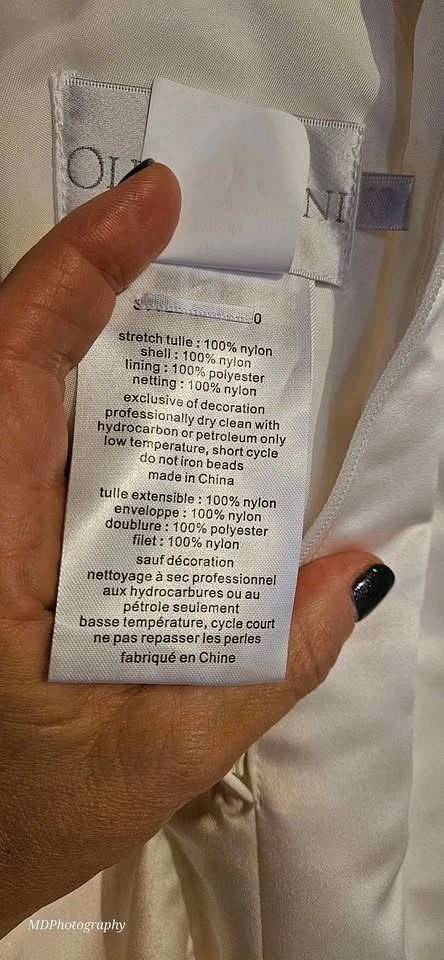 OL
NI
0
stretch tulle : 100% nylon
shell : 100% nylon
lining : 100% polyester
netting : 100% nylon
exclusive of decoration
professionally dry clean with
hydrocarbon or petroleum only
low temperature, short cycle
do not iron beads
made in China
tulle extensible : 100% nylon
enveloppe : 100% nylon
doublure : 100% polyester
filet : 100% nylon
sauf décoration
nettoyage à sec professionnel
aux hydrocarbures ou au
pétrole seulement
basse température, cycle court
ne pas repasser les perles
fabriqué en Chine
MDPhotography